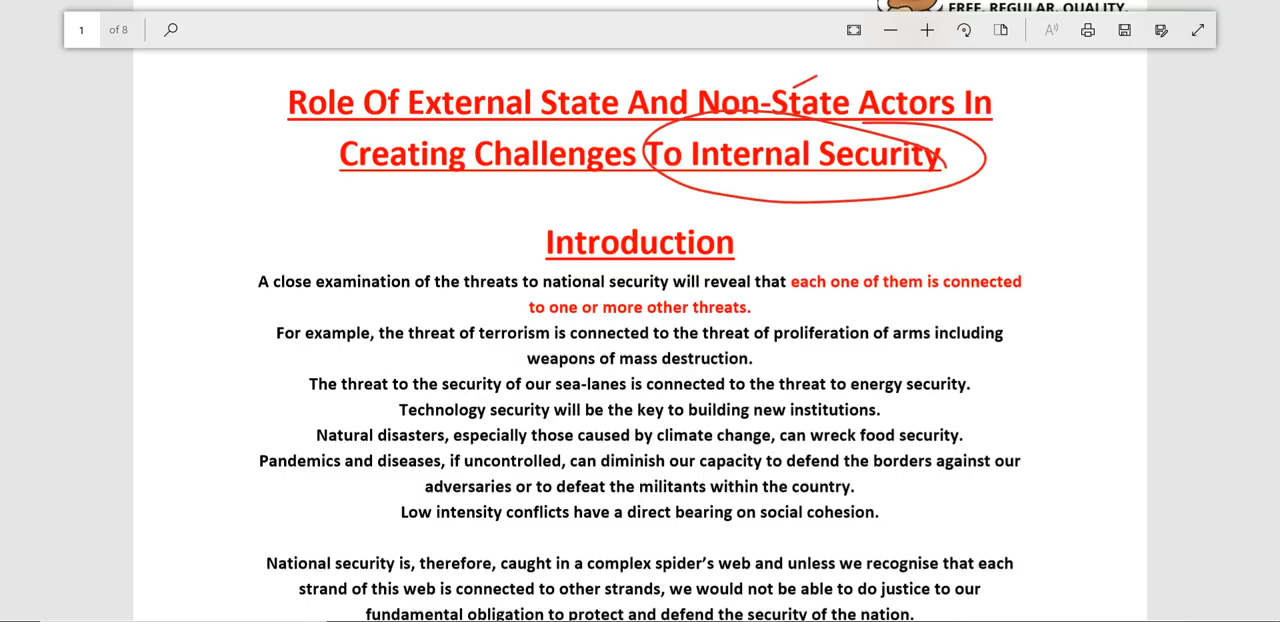 FREE. REGULAR. QUALITY.
1 of 8
Role Of External State And Non-State Actors In
Creating Challenges To Internal Security
Introduction
A close examination of the threats to national security will reveal that each one of them is connected
to one or more other threats.
For example, the threat of terrorism is connected to the threat of proliferation of arms including
weapons of mass destruction.
The threat to the security of our sea-lanes is connected to the threat to energy security.
Technology security will be the key to building new institutions.
Natural disasters, especially those caused by climate change, can wreck food security.
Pandemics and diseases, if uncontrolled, can diminish our capacity to defend the borders against our
adversaries or to defeat the militants within the country.
Low intensity conflicts have a direct bearing on social cohesion.
National security is, therefore, caught in a complex spider’s web and unless we recognise that each
strand of this web is connected to other strands, we would not be able to do justice to our
fundamental obligation to protect and defend the security of the nation.